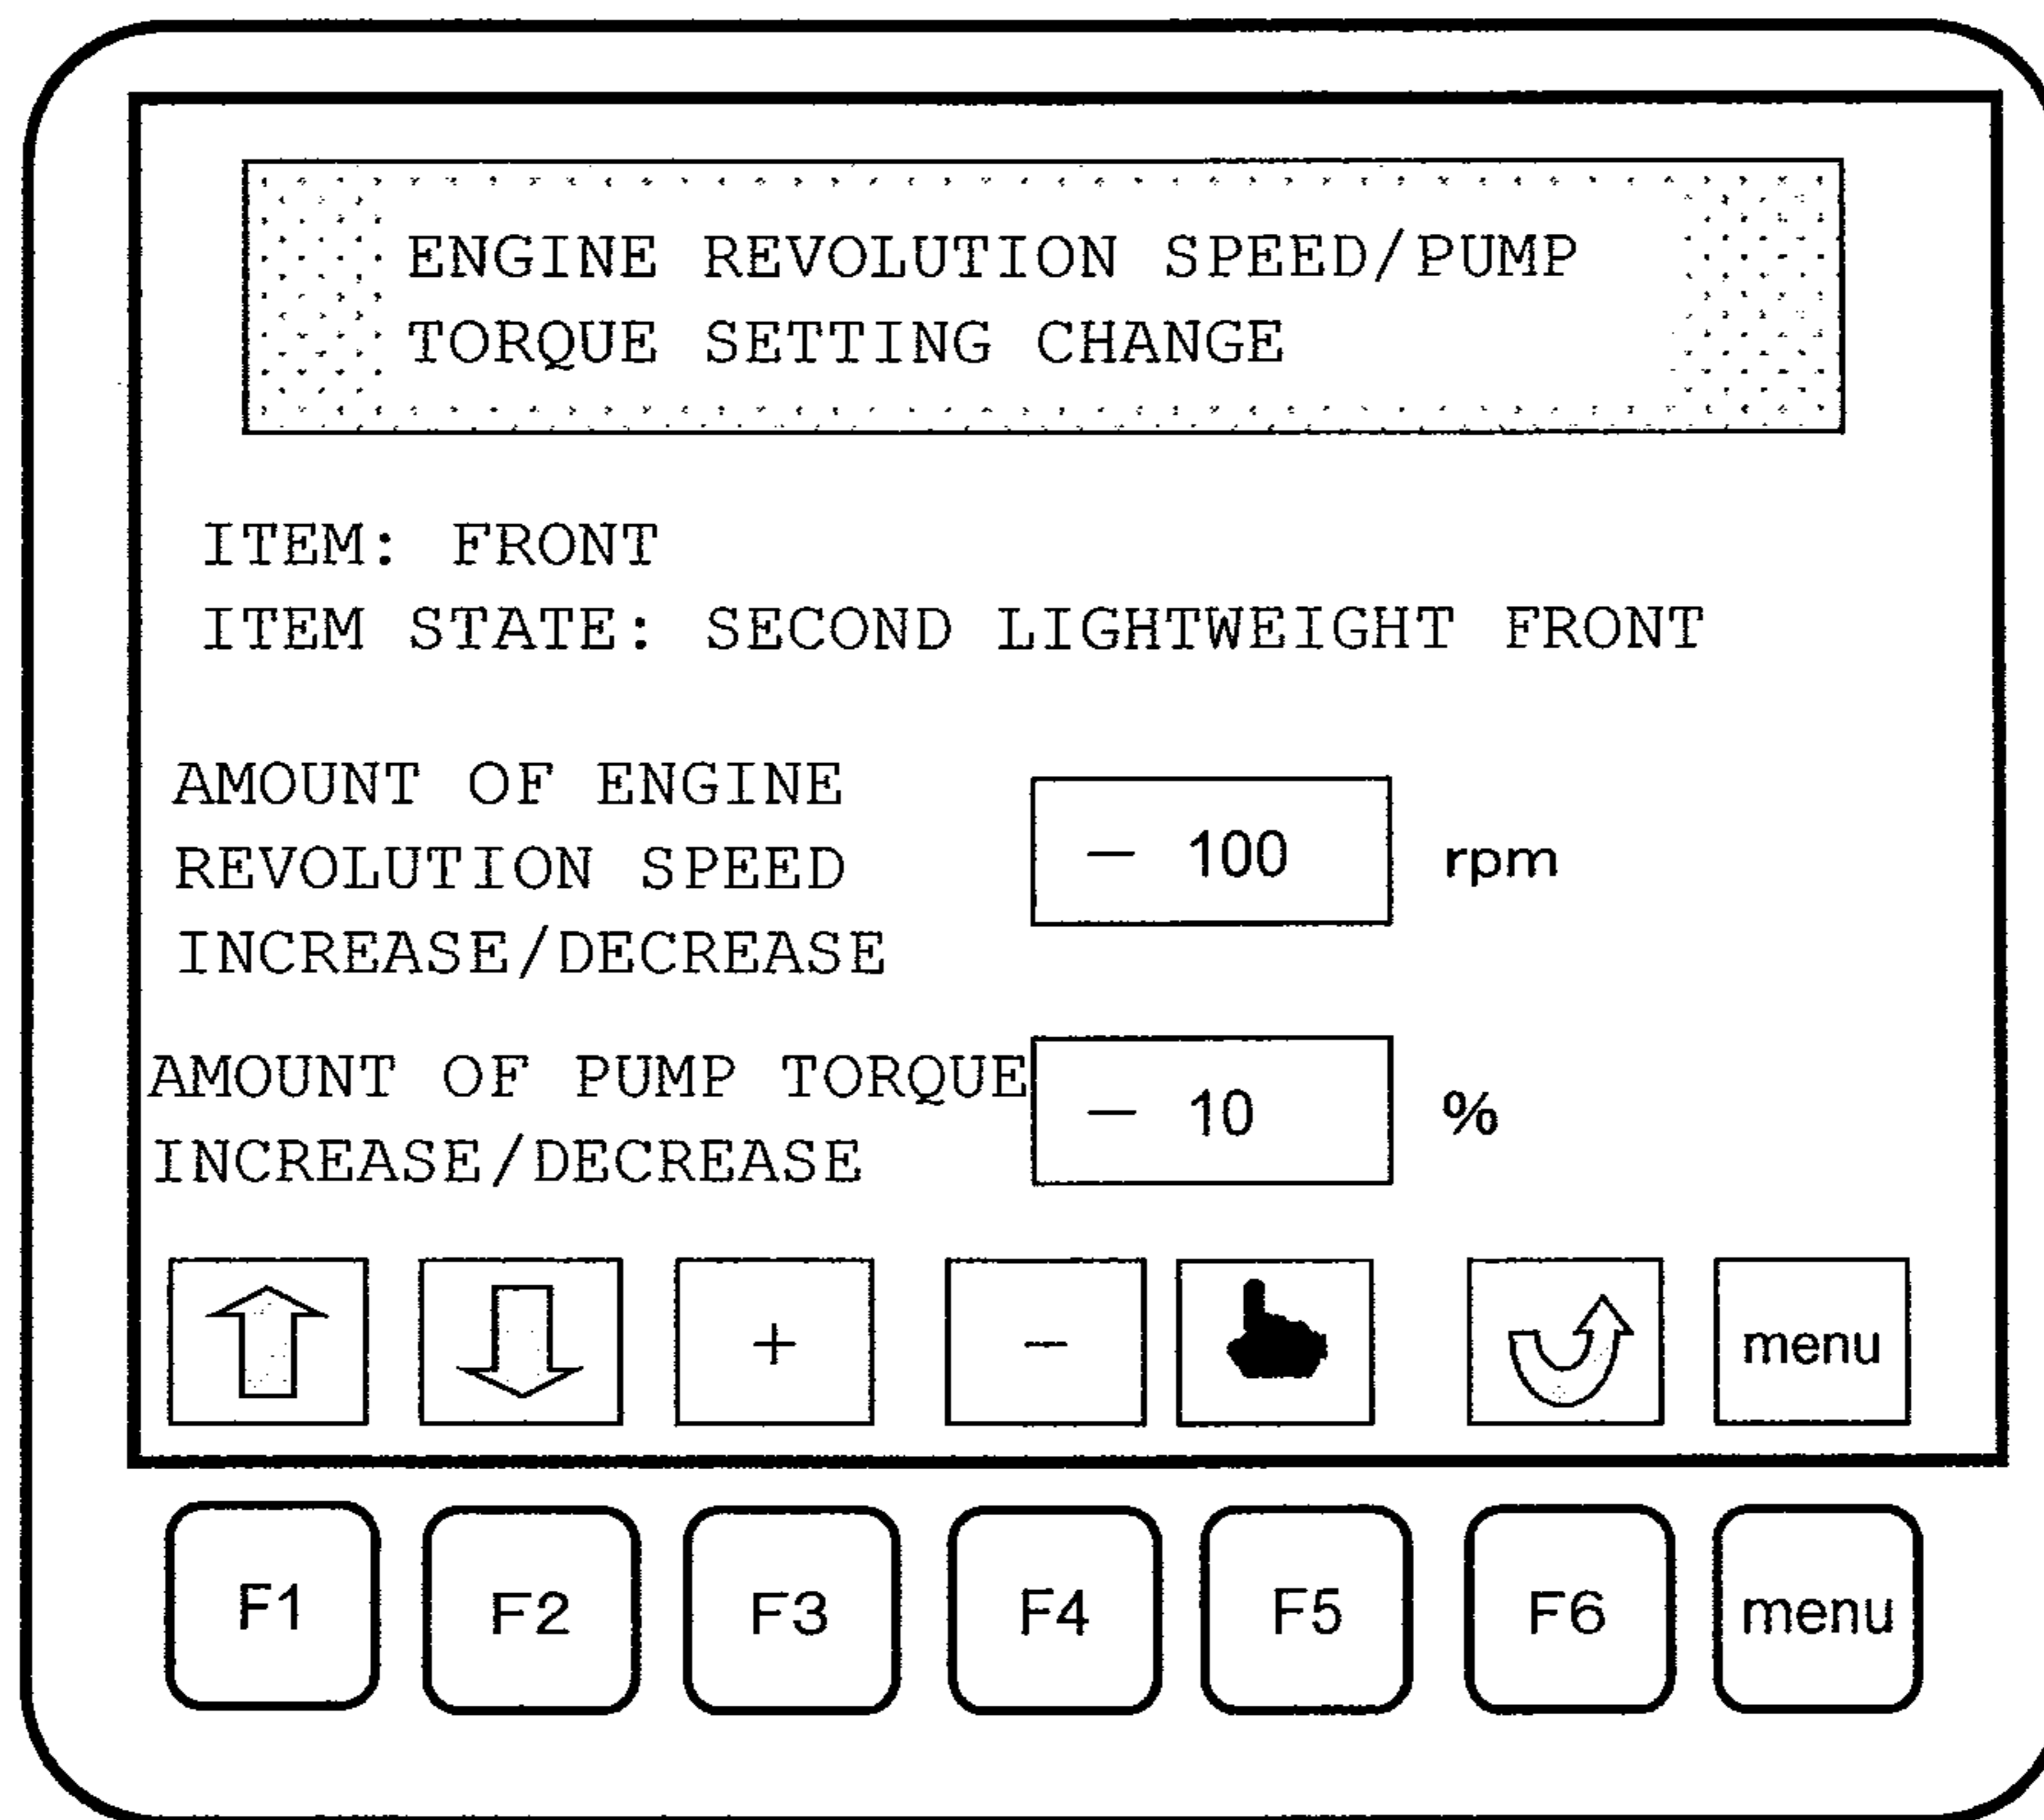 ENGINE REVOLUTION SPEED/PUMP
TORQUE SETTING CHANGE
ITEM: FRONT
ITEM STATE: SECOND LIGHTWEIGHT FRONT
AMOUNT OF ENGINE
REVOLUTION SPEED
INCREASE/DECREASE
— 100 rpm
AMOUNT OF PUMP TORQUE
INCREASE/DECREASE
— 10 %
+ − menu
F1 F2 F3 F4 F5 F6 menu